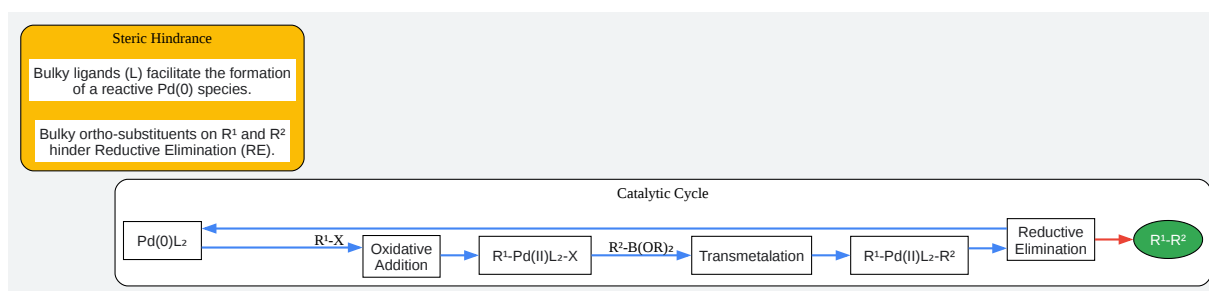 Steric Hindrance
Bulky ligands (L) facilitate the formation
of a reactive Pd(0) species.
Bulky ortho-substituents on R¹ and R²
hinder Reductive Elimination (RE).
Catalytic Cycle
Pd(0)L₂
R¹-X
Oxidative
Addition
R¹-Pd(II)L₂-X
R²-B(OR)₂
Transmetalation
R¹-Pd(II)L₂-R²
Reductive
Elimination
R¹-R²